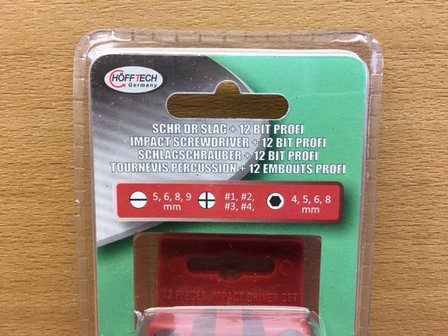 HÖFFTECH
Germany
SCHR.DR SLAG + 12 BIT PROFI
IMPACT SCREWDRIVER + 12 BIT PROFI
SCHLAGSCHRAUBER + 12 BIT PROFI
TOURNEVIS PERCUSSION + 12 EMBOUTS PROFI
5, 6, 8, 9 mm
#1, #2, #3, #4,
4, 5, 6, 8 mm
13 PIECES IMPACT DRIVER SET